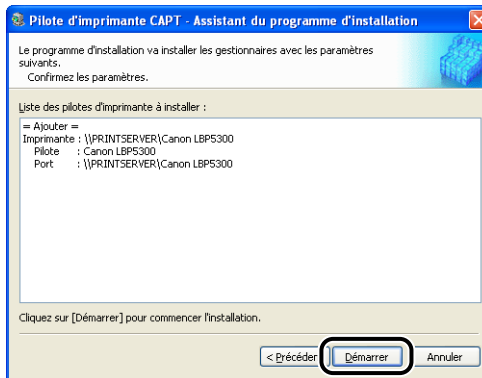 Pilote d'imprimante CAPT - Assistant du programme d'installation
Le programme d'installation va installer les gestionnaires avec les paramètres
suivants.
Confirmez les paramètres.
Liste des pilotes d'imprimante à installer :
= Ajouter =
Imprimante : \\PRINTSERVER\Canon LBP5300
Pilote : Canon LBP5300
Port : \\PRINTSERVER\Canon LBP5300
Cliquez sur [Démarrer] pour commencer l'installation.
< Précéden Démarrer Annuler